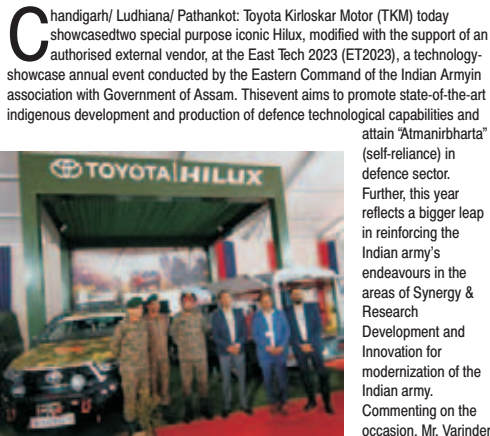 Chandigarh/ Ludhiana/ Pathankot: Toyota Kirloskar Motor (TKM) today
showcasedtwo special purpose iconic Hilux, modified with the support of an
authorised external vendor, at the East Tech 2023 (ET2023), a technology-
showcase annual event conducted by the Eastern Command of the Indian Armyin
association with Government of Assam. Thisevent aims to promote state-of-the-art
indigenous development and production of defence technological capabilities and
attain “Atmanirbharta”
(self-reliance) in
defence sector.
Further, this year
reflects a bigger leap
in reinforcing the
Indian army's
endeavours in the
areas of Synergy &
Research
Development and
Innovation for
modernization of the
Indian army.
Commenting on the
occasion, Mr. Varinder
TOYOTA HILUX